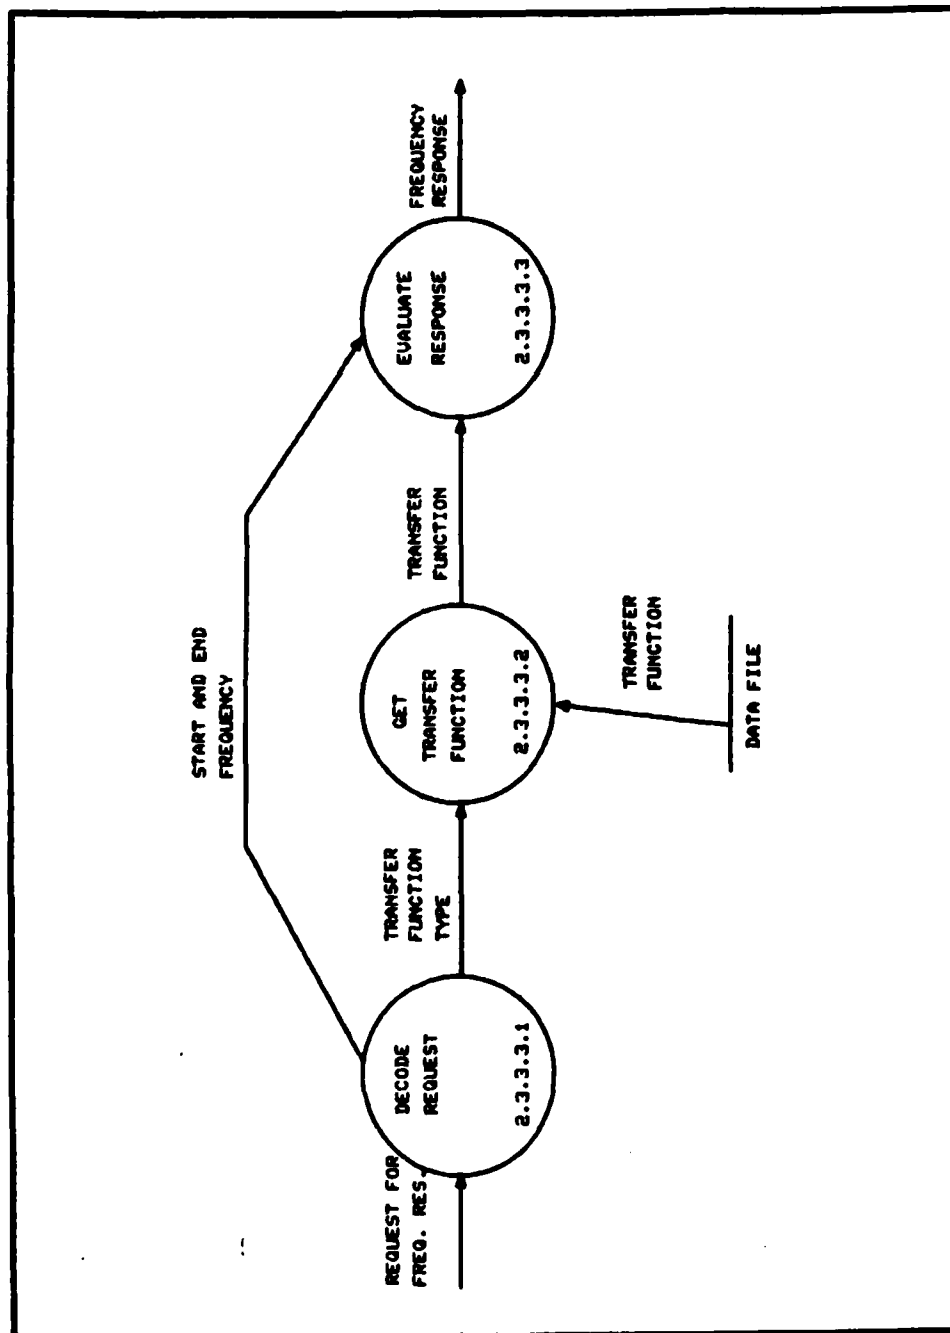 START AND END
FREQUENCY
REQUEST FOR
FREQ. RES.
DECODE
REQUEST
2.3.3.3.1
TRANSFER
FUNCTION
TYPE
GET
TRANSFER
FUNCTION
2.3.3.3.2
TRANSFER
FUNCTION
EVALUATE
RESPONSE
2.3.3.3.3
FREQUENCY
RESPONSE
TRANSFER
FUNCTION
DATA FILE